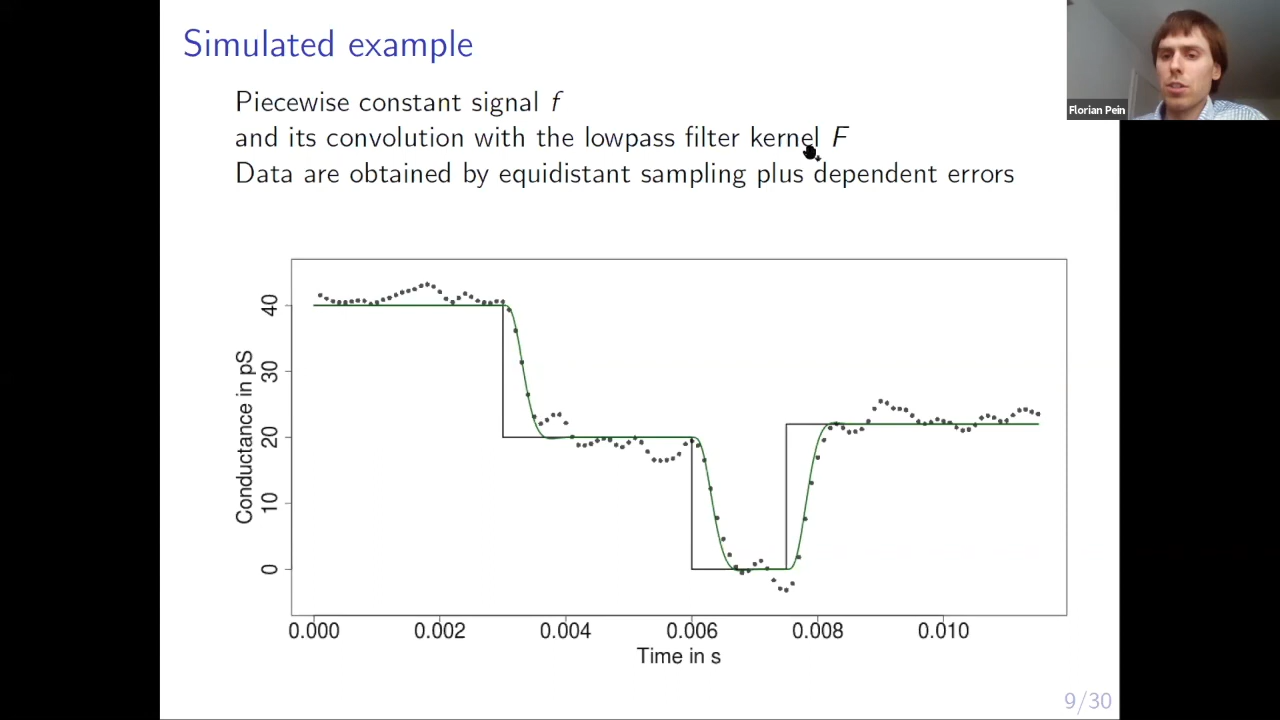 Simulated example
Florian Pein
Piecewise constant signal f
and its convolution with the lowpass filter kernel F
Data are obtained by equidistant sampling plus dependent errors
Conductance in pS
40
30
20
10
0
0.000 0.002 0.004 0.006 0.008 0.010
Time in s
9/30